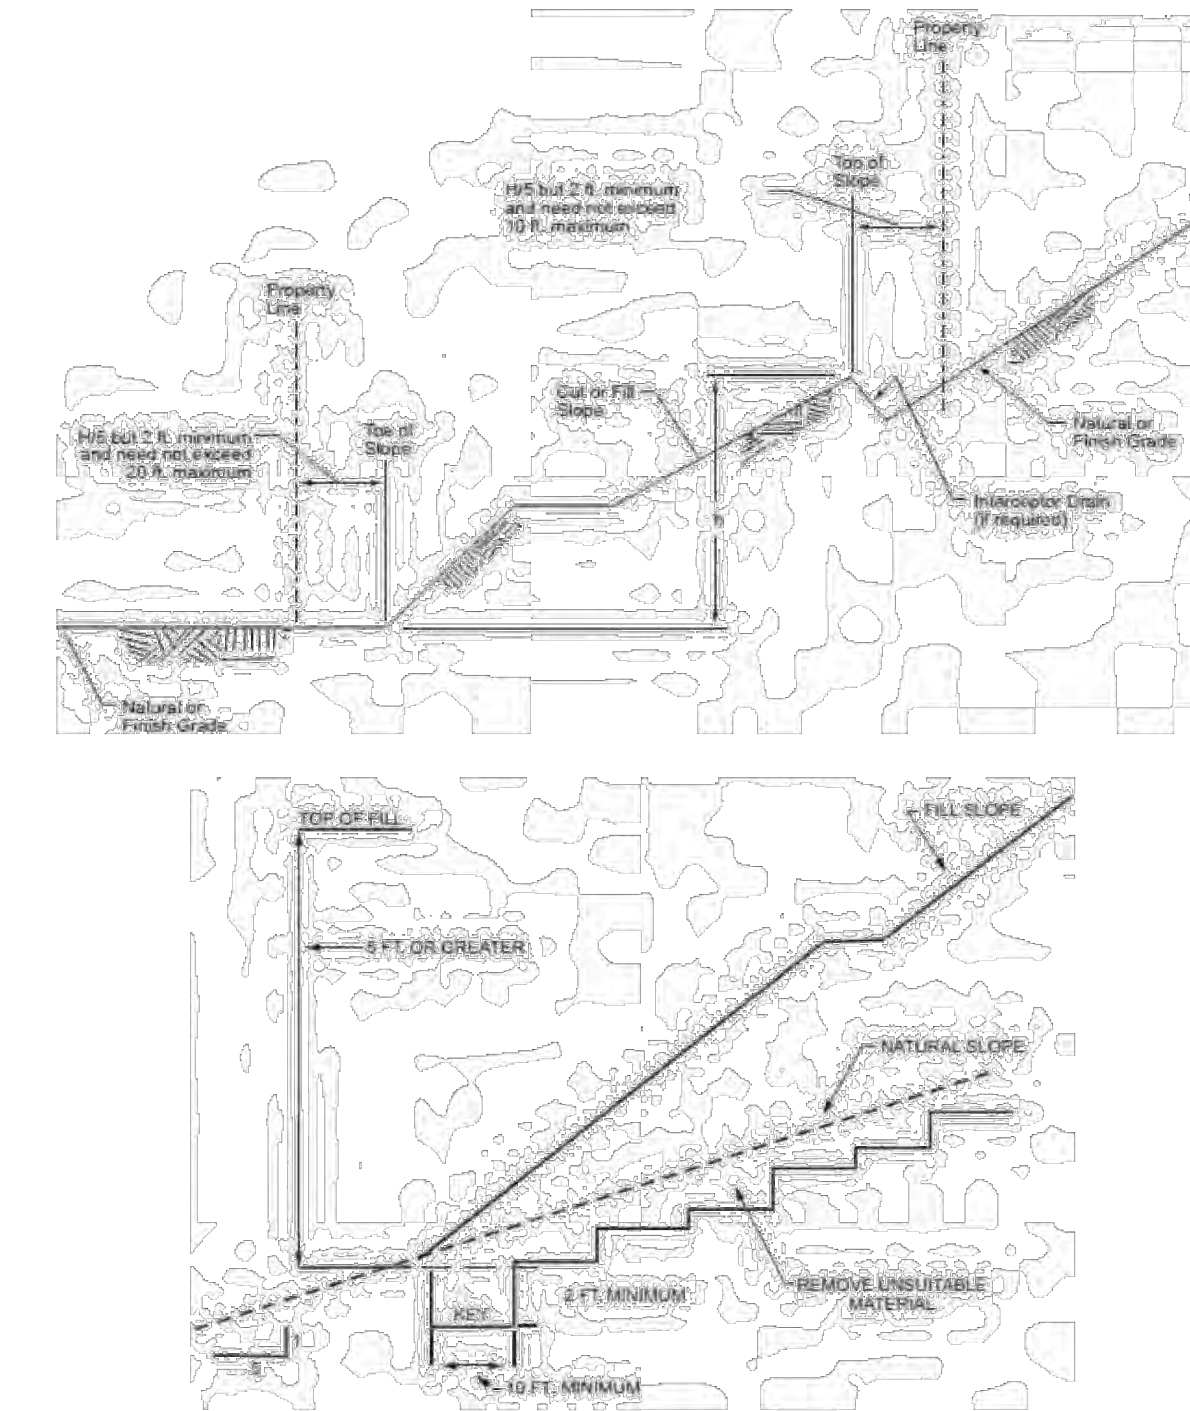 Property
Line
Top of
Slope
H/5 but 2 ft. minimum
and need not exceed
10 ft. maximum
Property
Line
Cut or Fill
Slope
Natural or
Finish Grade
Toe of
Slope
H/5 but 2 ft. minimum
and need not exceed
20 ft. maximum
Interceptor Drain
(if required)
Natural or
Finish Grade
TOP OF FILL
FILL SLOPE
5 FT. OR GREATER
NATURAL SLOPE
REMOVE UNSUITABLE
MATERIAL
2 FT. MINIMUM
KEY
1
5
10 FT. MINIMUM